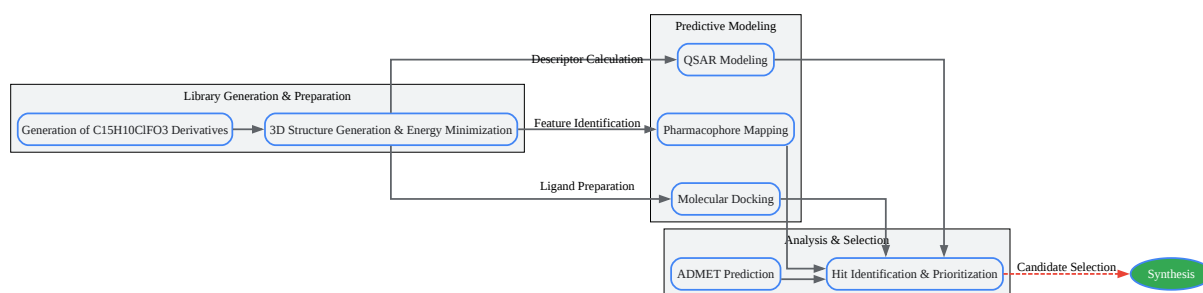 Predictive Modeling
Descriptor Calculation
QSAR Modeling
Library Generation & Preparation
Generation of C15H10ClFO3 Derivatives
3D Structure Generation & Energy Minimization
Feature Identification
Pharmacophore Mapping
Ligand Preparation
Molecular Docking
Analysis & Selection
ADMET Prediction
Hit Identification & Prioritization
Candidate Selection
Synthesis